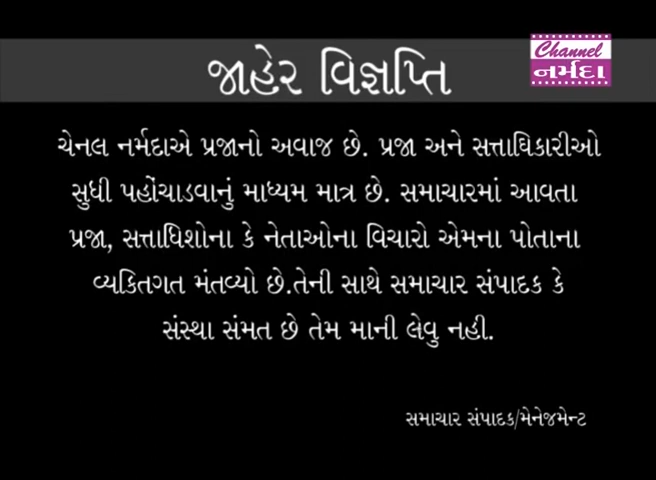 જાહેર વિજ્ઞપ્તિ
Channel
નર્મદા
ચેનલ નર્મદાએ પ્રજાનો અવાજ છે. પ્રજા અને સત્તાધિકારીઓ
સુધી પહોંચાડવાનું માધ્યમ માત્ર છે. સમાચારમાં આવતા
પ્રજા, સત્તાધિશોના કે નેતાઓના વિચારો એમના પોતાના
વ્યકિતગત મંતવ્યો છે.તેની સાથે સમાચાર સંપાદક કે
સંસ્થા સંમત છે તેમ માની લેવુ નહી.
સમાચાર સંપાદક/મેનેજમેન્ટ